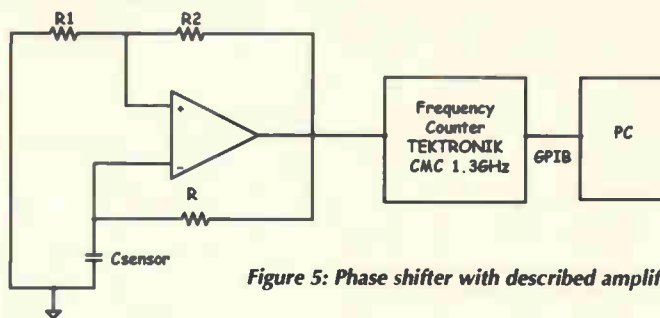 R1
R2
+
-
R
Csensor
Frequency
Counter
TEKTRONIK
CMC 1.3GHz
GPIB
PC
Figure 5: Phase shifter with described amplif